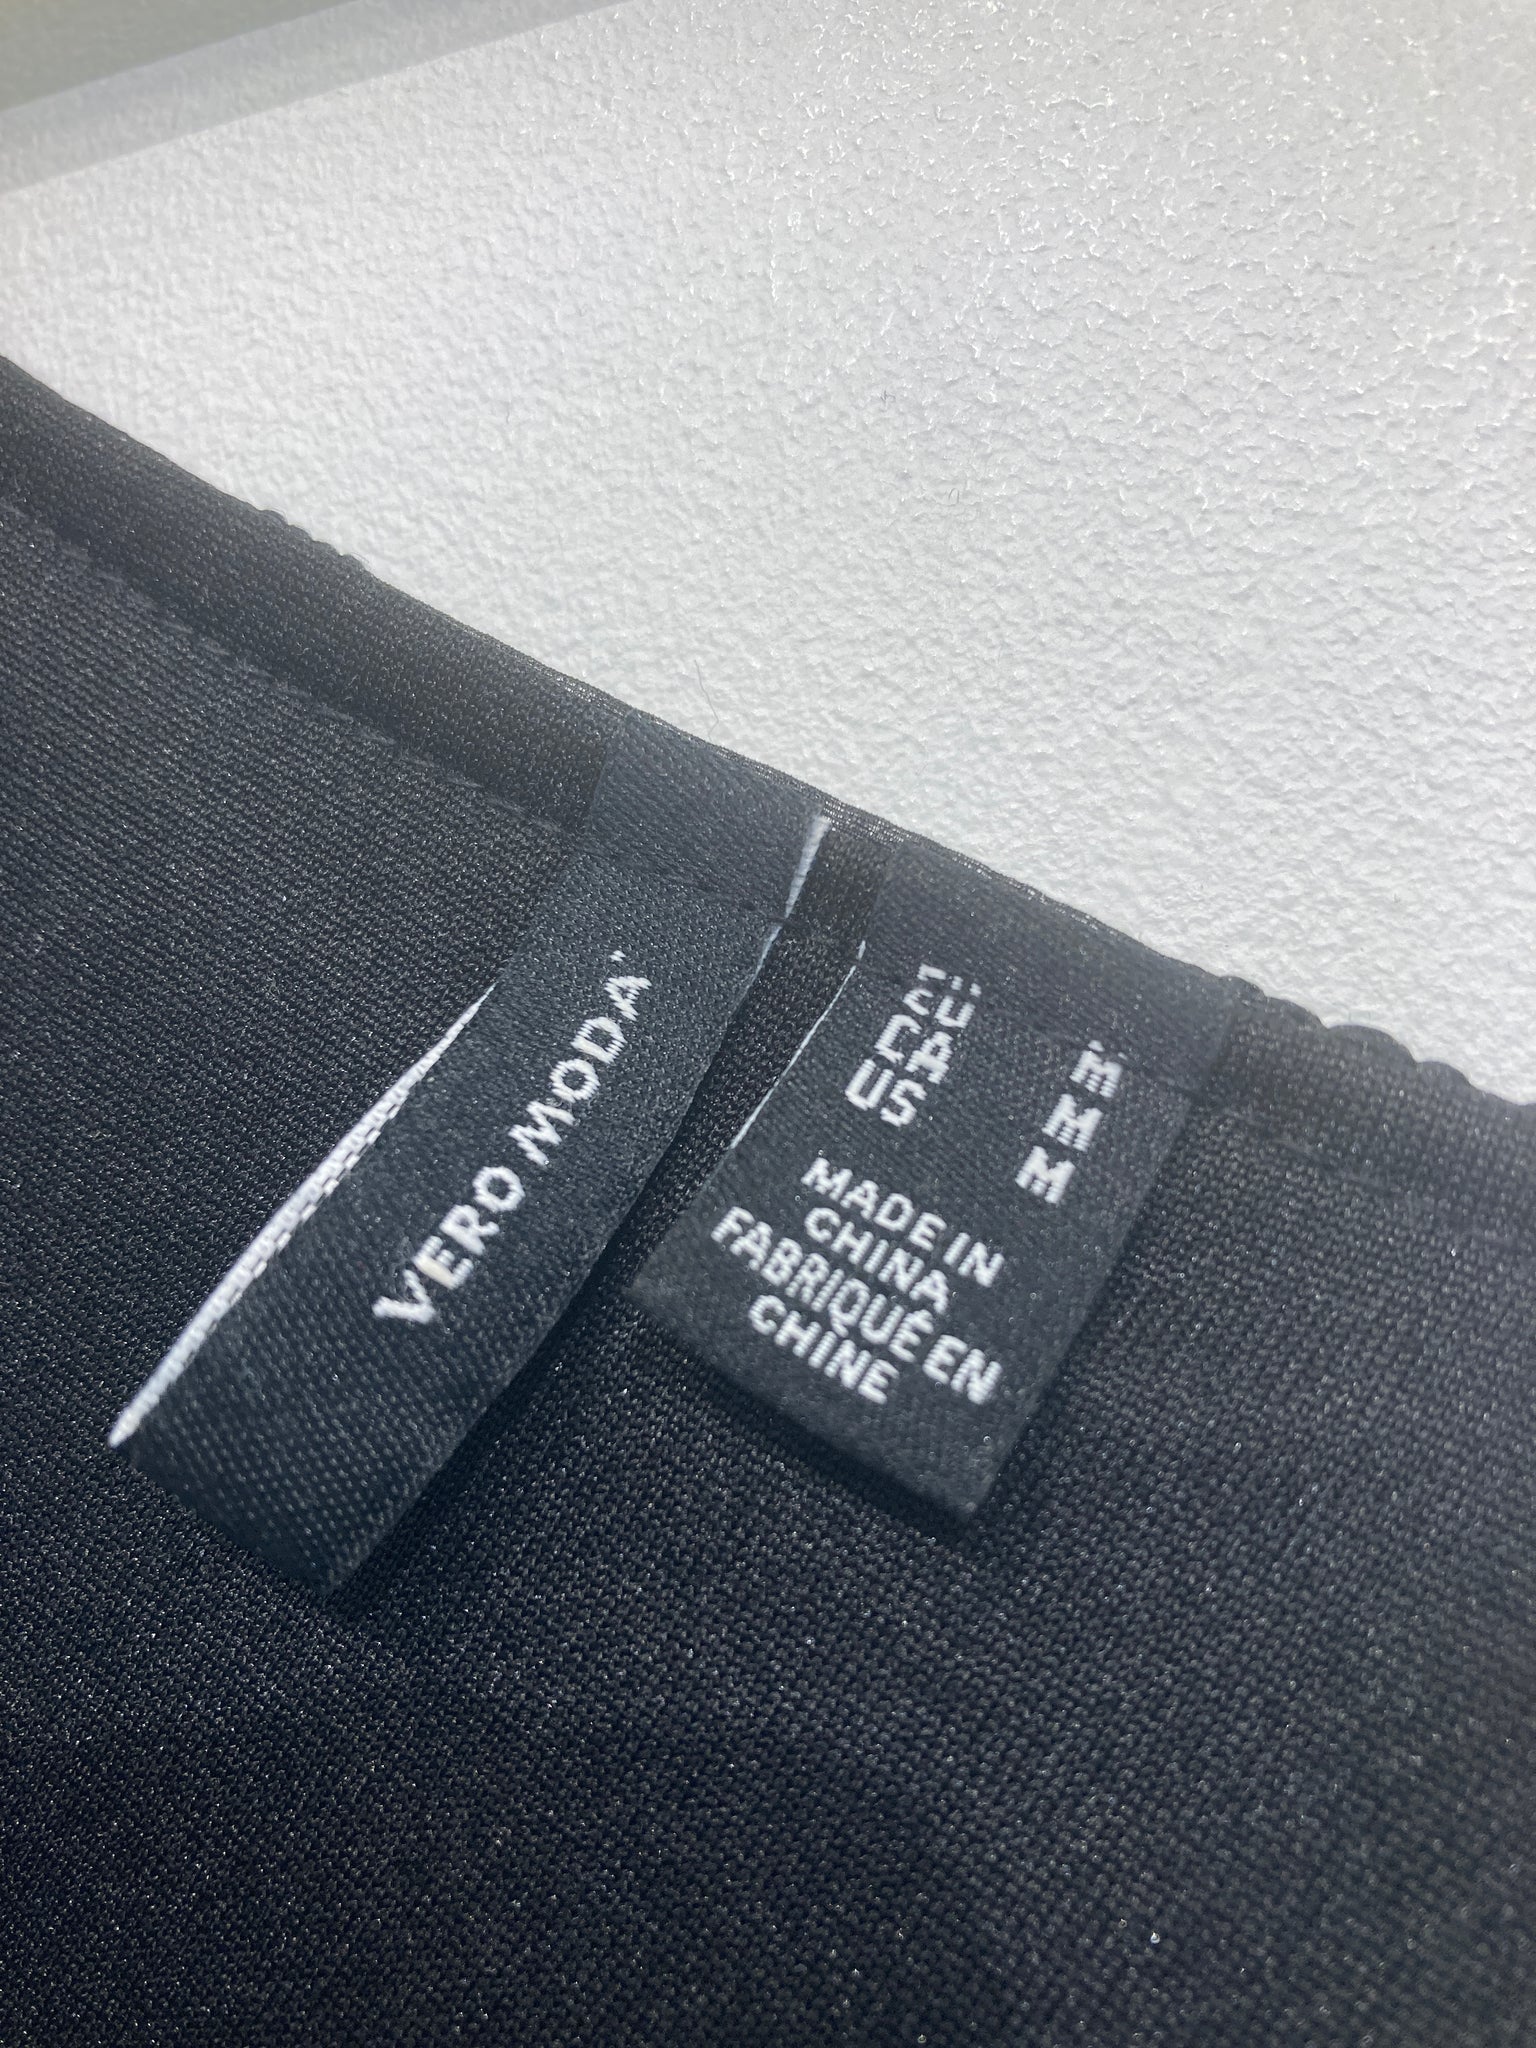 VERO MODA
EU M
CA M
US M
MADE IN
CHINA
FABRIQUÉ EN
CHINE